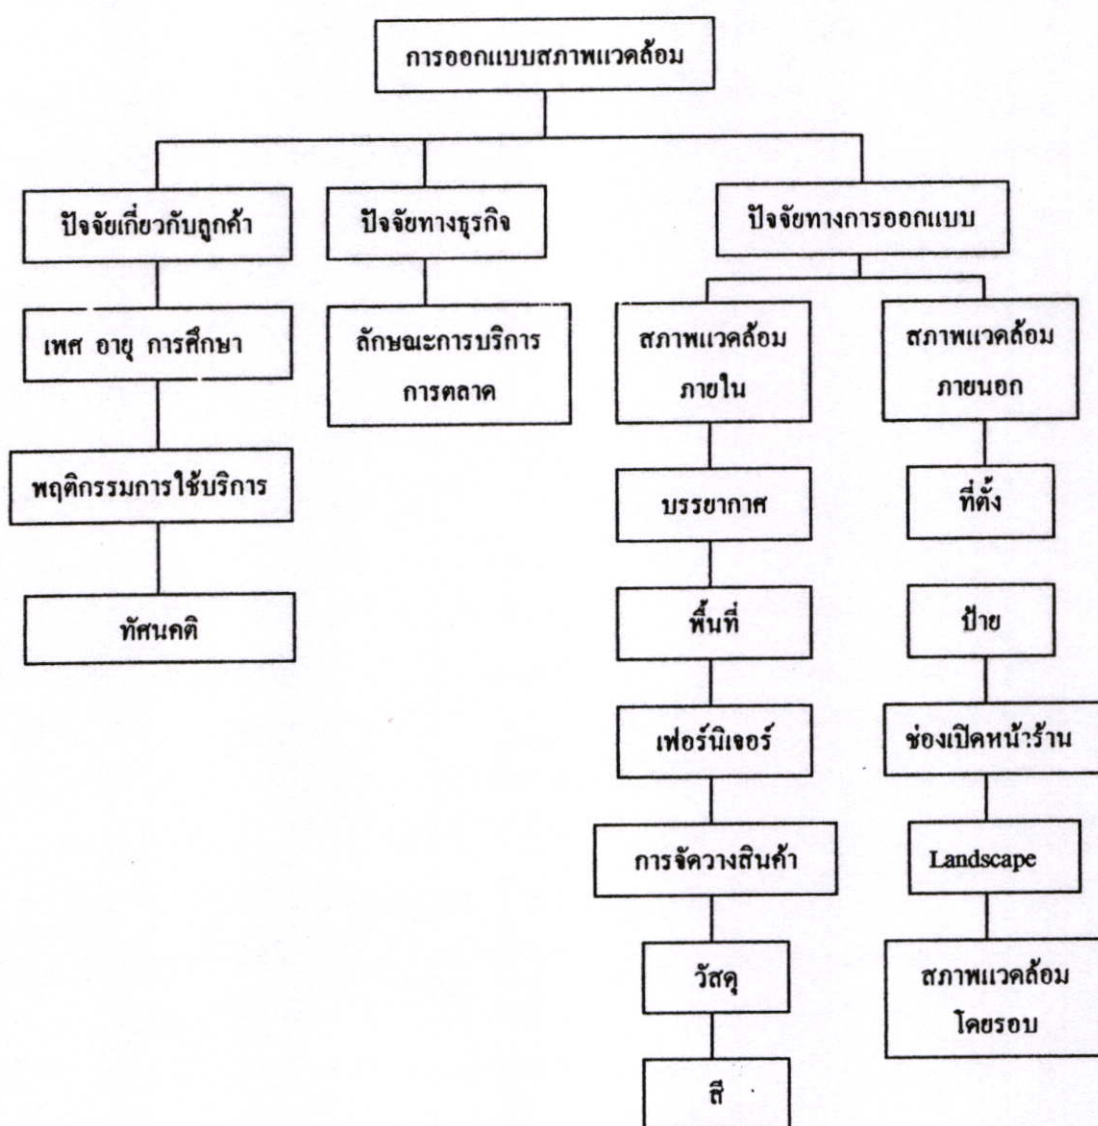 การออกแบบสภาพแวดล้อม
ปัจจัยเกี่ยวกับลูกค้า
ปัจจัยทางธุรกิจ
ปัจจัยทางการออกแบบ
เพศ อายุ การศึกษา
ลักษณะการบริการ
การตลาด
สภาพแวดล้อม
ภายใน
สภาพแวดล้อม
ภายนอก
พฤติกรรมการใช้บริการ
บรรยากาศ
ที่ตั้ง
ทัศนคติ
พื้นที่
ป้าย
เฟอร์นิเจอร์
ช่องเปิดหน้าร้าน
การจัดวางสินค้า
Landscape
วัสดุ
สภาพแวดล้อม
โดยรอบ
สี